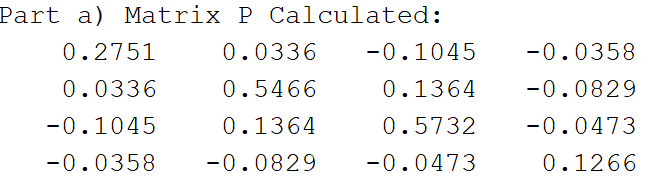 Part a) Matrix P Calculated:
0.2751 0.0336 -0.1045 -0.0358
0.0336 0.5466 0.1364 -0.0829
-0.1045 0.1364 0.5732 -0.0473
-0.0358 -0.0829 -0.0473 0.1266